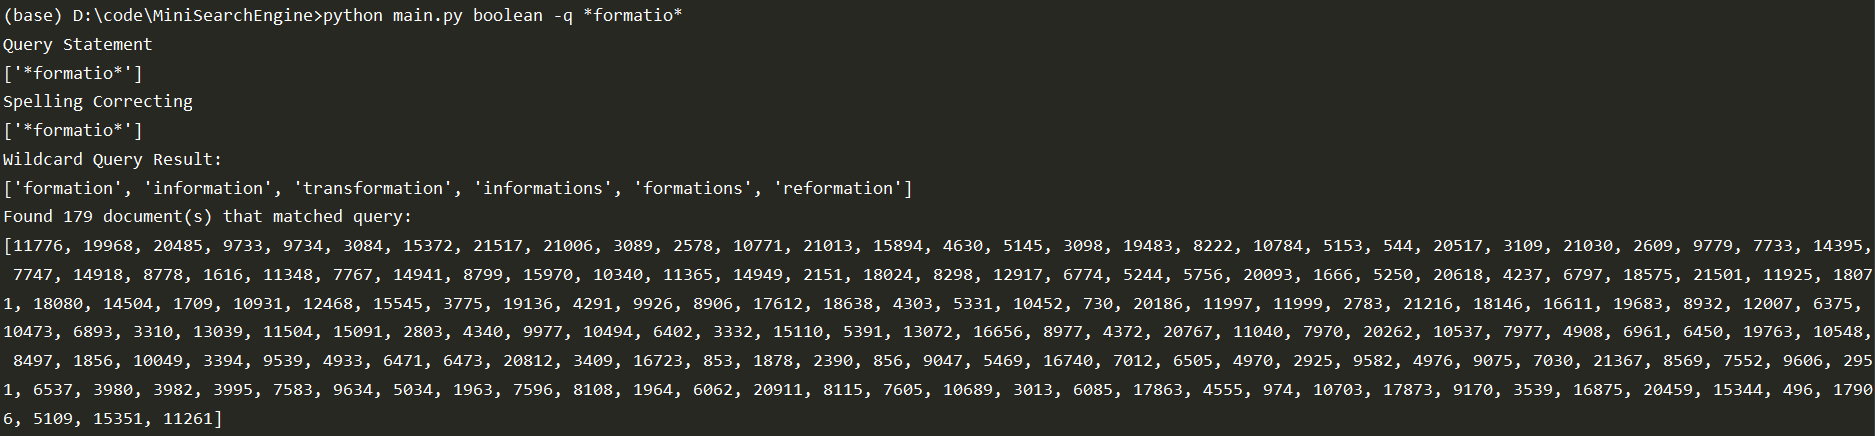 (base) D:\code\MiniSearchEngine>python main.py boolean -q *formatio*
Query Statement
['*formatio*']
Spelling Correcting
['*formatio*']
Wildcard Query Result:
['formation', 'information', 'transformation', 'informations', 'formations', 'reformation']
Found 179 document(s) that matched query:
[11776, 19968, 20485, 9733, 9734, 3084, 15372, 21517, 21006, 3089, 2578, 10771, 21013, 15894, 4630, 5145, 3098, 19483, 8222, 10784, 5153, 544, 20517, 3109, 21030, 2609, 9779, 7733, 14395,
 7747, 14918, 8778, 1616, 11348, 7767, 14941, 8799, 15970, 10340, 11365, 14949, 2151, 18024, 8298, 12917, 6774, 5244, 5756, 20093, 1666, 5250, 20618, 4237, 6797, 18575, 21501, 11925, 1807
1, 18080, 14504, 1709, 10931, 12468, 15545, 3775, 19136, 4291, 9926, 8906, 17612, 18638, 4303, 5331, 10452, 730, 20186, 11997, 11999, 2783, 21216, 18146, 16611, 19683, 8932, 12007, 6375,
10473, 6893, 3310, 13039, 11504, 15091, 2803, 4340, 9977, 10494, 6402, 3332, 15110, 5391, 13072, 16656, 8977, 4372, 20767, 11040, 7970, 20262, 10537, 7977, 4908, 6961, 6450, 19763, 10548,
 8497, 1856, 10049, 3394, 9539, 4933, 6471, 6473, 20812, 3409, 16723, 853, 1878, 2390, 856, 9047, 5469, 16740, 7012, 6505, 4970, 2925, 9582, 4976, 9075, 7030, 21367, 8569, 7552, 9606, 295
1, 6537, 3980, 3982, 3995, 7583, 9634, 5034, 1963, 7596, 8108, 1964, 6062, 20911, 8115, 7605, 10689, 3013, 6085, 17863, 4555, 974, 10703, 17873, 9170, 3539, 16875, 20459, 15344, 496, 1790
6, 5109, 15351, 11261]